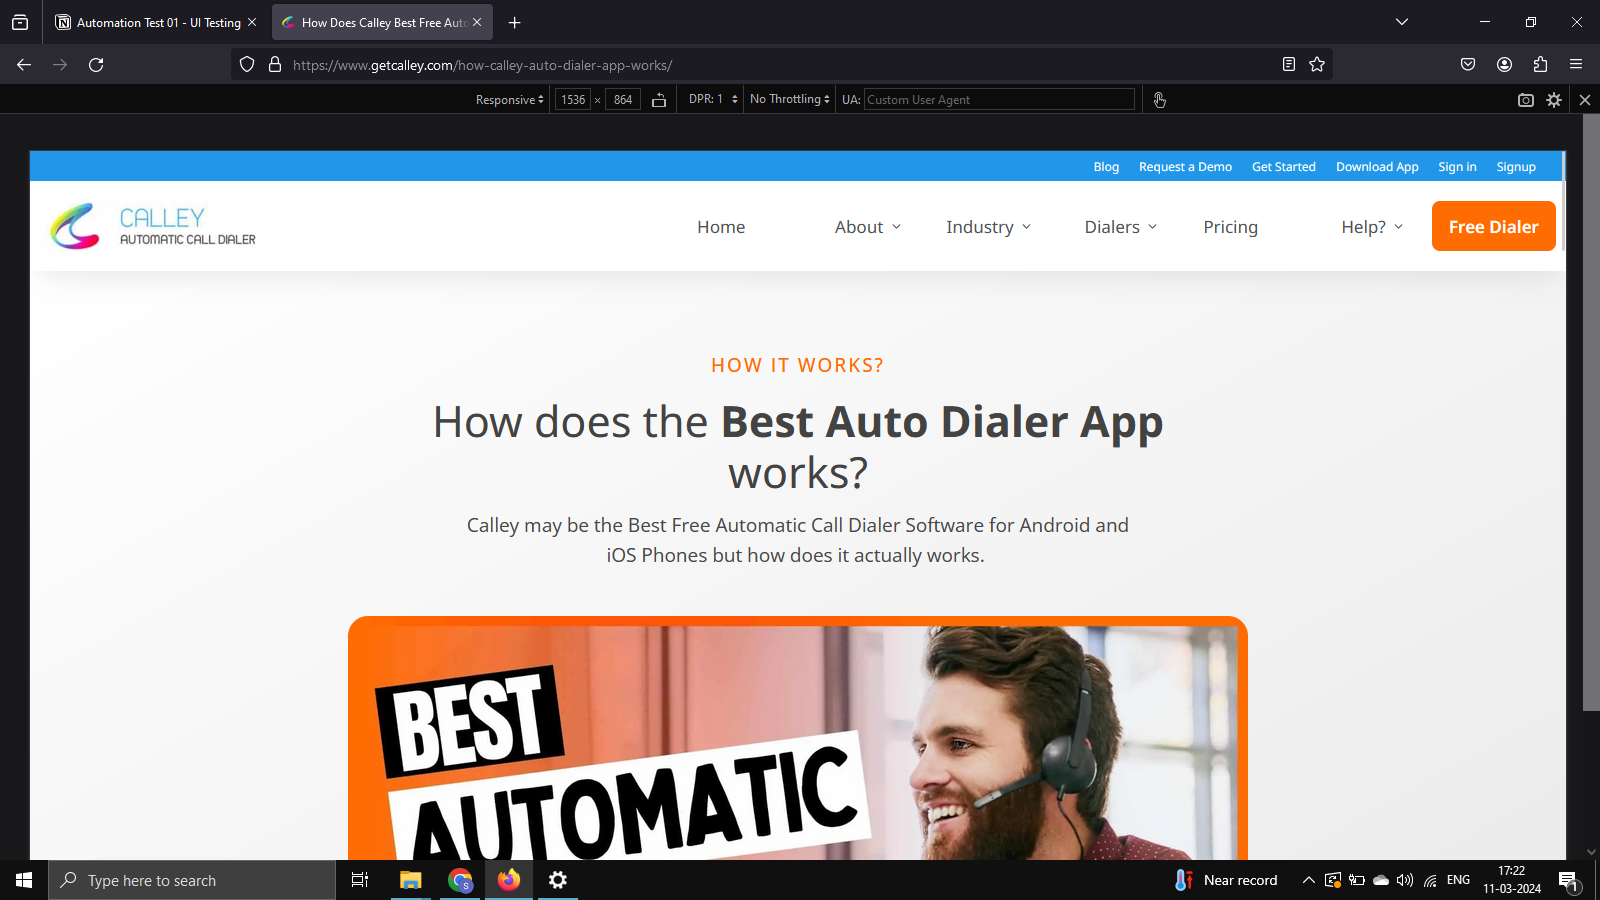 Automation Test 01 - UI Testing
How Does Calley Best Free Auto
https://www.getcalley.com/how-calley-auto-dialer-app-works/
Responsive 1536 × 864 DPR: 1 No Throttling UA: Custom User Agent
Blog Request a Demo Get Started Download App Sign in Signup
CALLEY
AUTOMATIC CALL DIALER
Home About Industry Dialers Pricing Help? Free Dialer
HOW IT WORKS?
How does the Best Auto Dialer App
works?
Calley may be the Best Free Automatic Call Dialer Software for Android and
iOS Phones but how does it actually works.
BEST
AUTOMATIC
Type here to search
S
Near record
ENG
17:22
11-03-2024
1